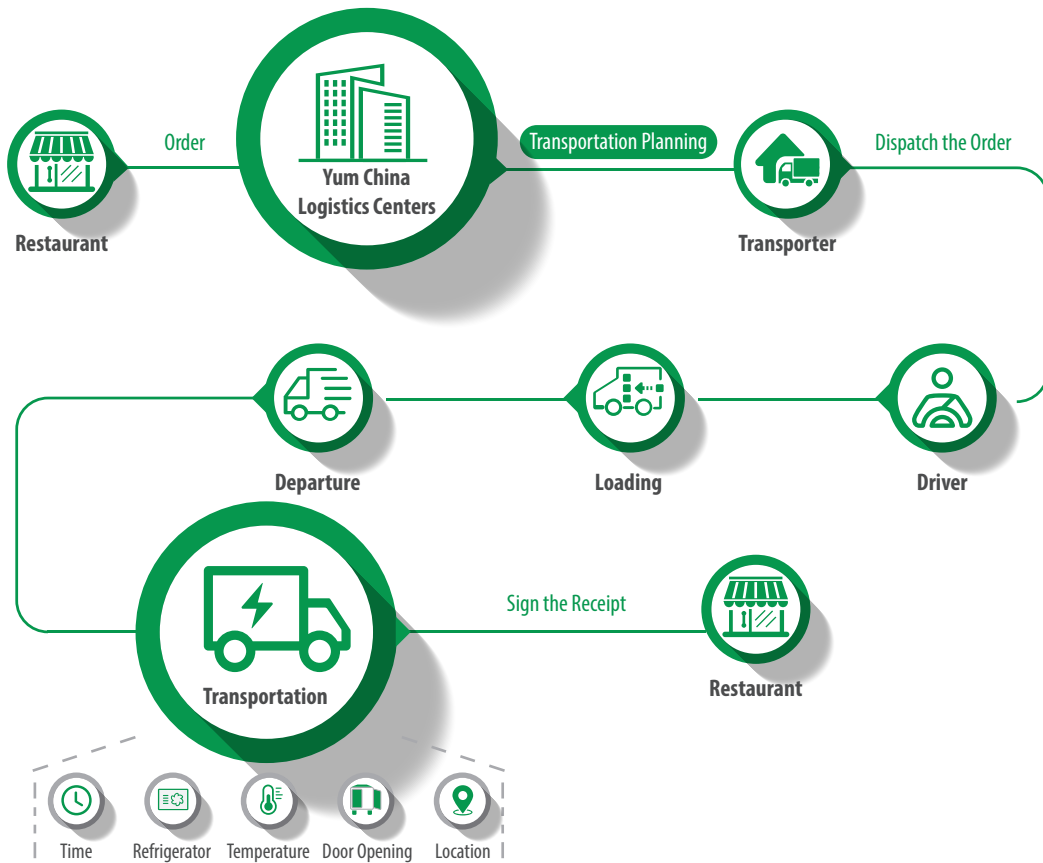 Order
Transportation Planning
Dispatch the Order
Yum China
Logistics Centers
Restaurant
Transporter
Departure
Loading
Driver
Sign the Receipt
Transportation
Restaurant
Time
Refrigerator
Temperature
Door Opening
Location